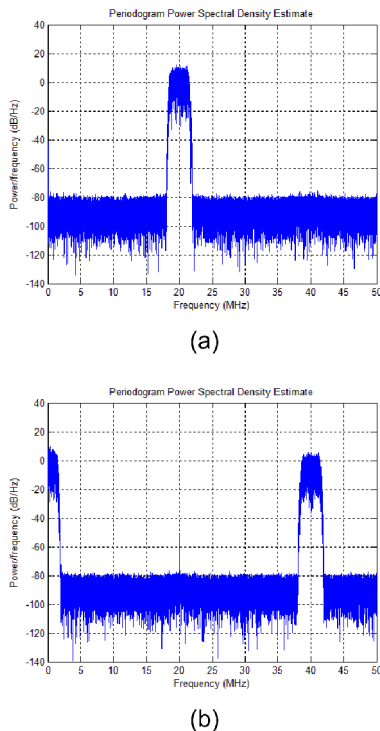 Periodogram Power Spectral Density Estimate
40
20
0
-20
-40
-60
-80
-100
-120
-140
Power/frequency (dB/Hz)
0 5 10 15 20 25 30 35 40 45 50
Frequency (MHz)
(a)
Periodogram Power Spectral Density Estimate
40
20
0
-20
-40
-60
-80
-100
-120
-140
Power/frequency (dB/Hz)
0 5 10 15 20 25 30 35 40 45 50
Frequency (MHz)
(b)